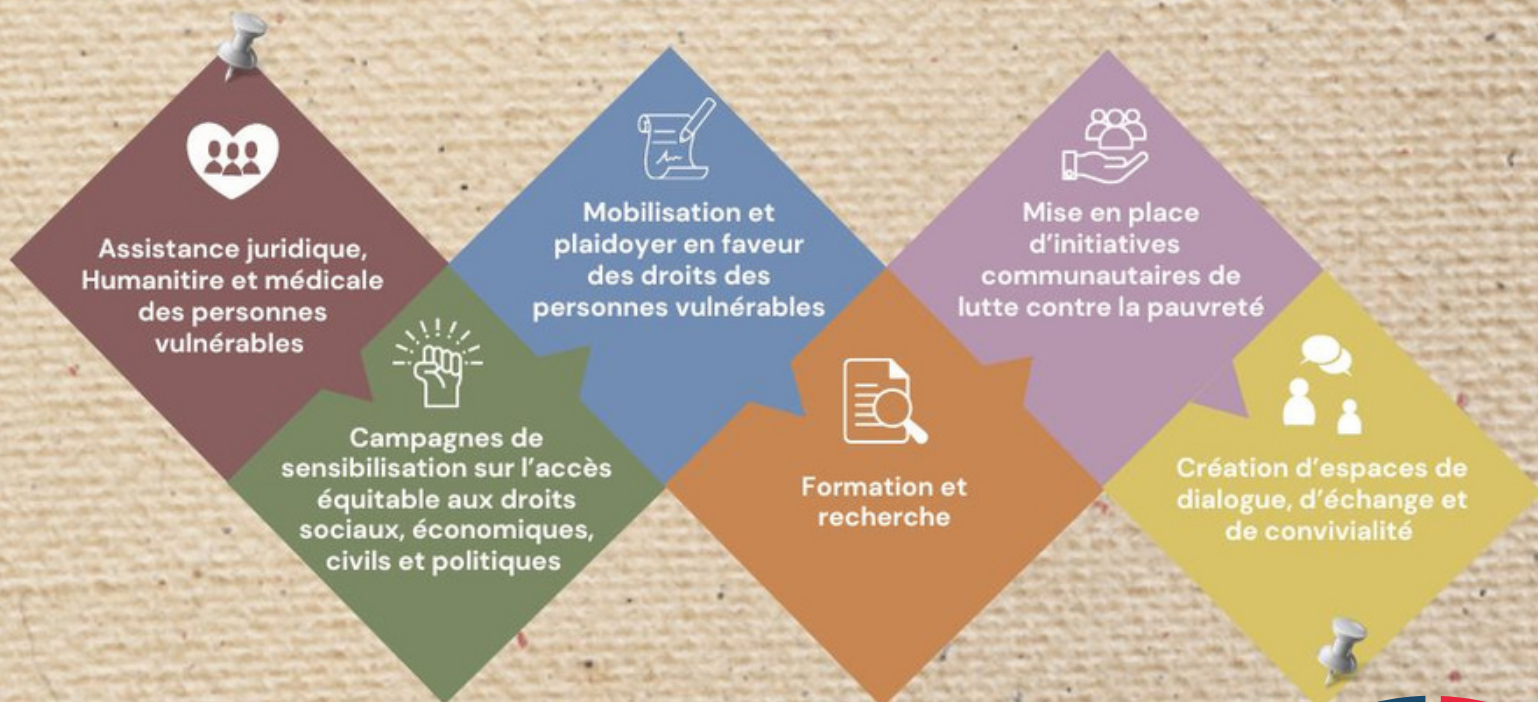 Assistance juridique,
Humanitire et médicale
des personnes
vulnérables
Campagnes de
sensibilisation sur l’accès
équitable aux droits
sociaux, économiques,
civils et politiques
Mobilisation et
plaidoyer en faveur
des droits des
personnes vulnérables
Formation et
recherche
Mise en place
d’initiatives
communautaires de
lutte contre la pauvreté
Création d’espaces de
dialogue, d’échange et
de convivialité